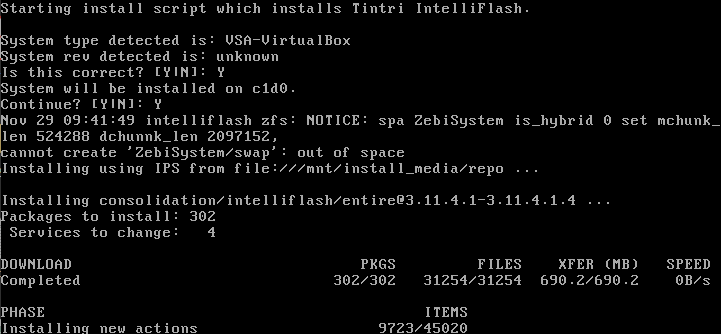 Starting install script which installs Tintri IntelliFlash.
System type detected is: VSA-VirtualBox
System rev detected is: unknown
Is this correct? [Y|N]: Y
System will be installed on c1d0.
Continue? [Y|N]: Y
Nov 29 09:41:49 intelliflash zfs: NOTICE: spa ZebiSystem is_hybrid 0 set mchunk_
len 524288 dchunnk_len 2097152,
cannot create 'ZebiSystem/swap': out of space
Installing using IPS from file:///mnt/install_media/repo ...
Installing consolidation/intelliflash/entire@3.11.4.1-3.11.4.1.4 ...
Packages to install: 302
Services to change: 4
DOWNLOAD PKGS FILES XFER (MB) SPEED
Completed 302/302 31254/31254 690.2/690.2 0B/s
PHASE ITEMS
Installing new actions 9723/45020